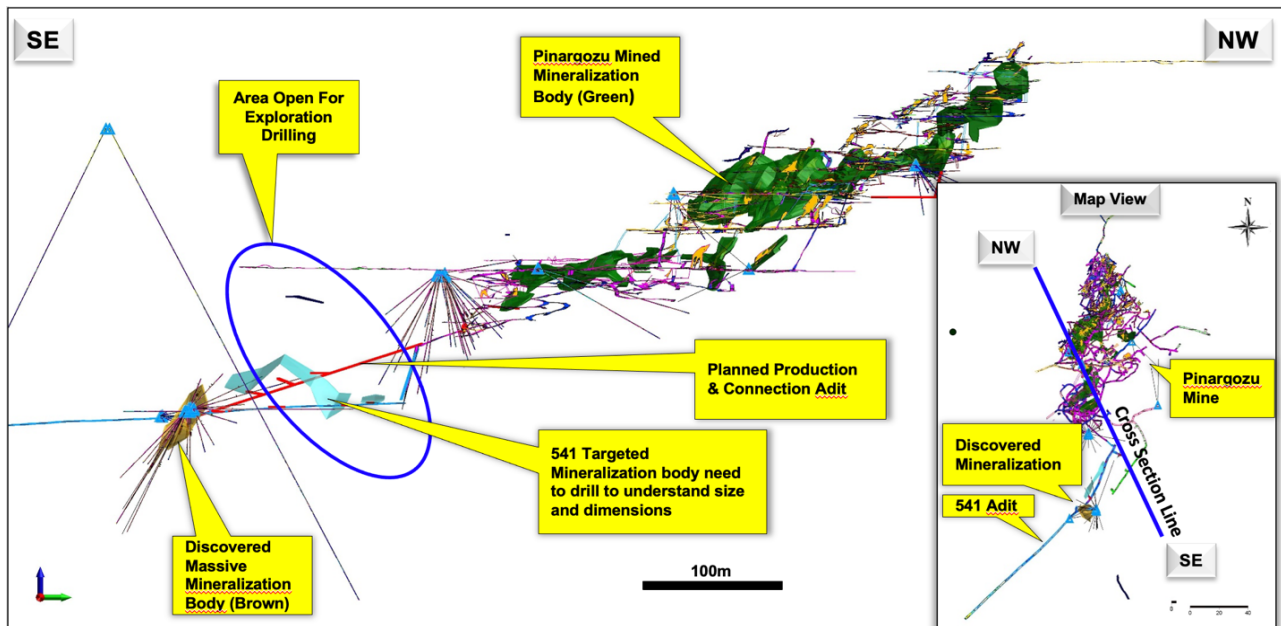 SE
NW
Pinargozu Mined
Mineralization
Body (Green)
Area Open For
Exploration
Drilling
Map View
N
NW
Planned Production
& Connection Adit
Pinargozu
Mine
Discovered
Mineralization
541 Adit
Cross Section Line
SE
541 Targeted
Mineralization body need
to drill to understand size
and dimensions
Discovered
Massive
Mineralization
Body (Brown)
100m
0 20 40